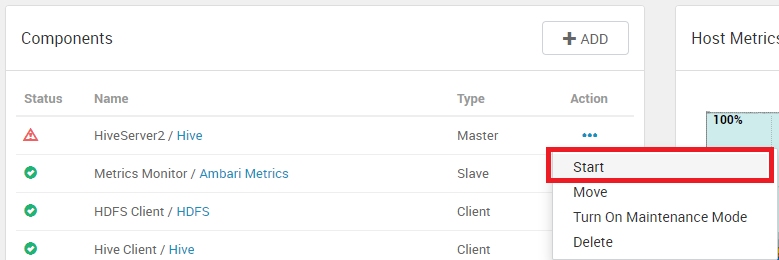 Components
ADD
Host Metrics
Status Name Type Action
100%
HiveServer2 / Hive Master
Metrics Monitor / Ambari Metrics Slave
Start
Move
HDFS Client / HDFS Client
Turn On Maintenance Mode
Hive Client / Hive Client
Delete